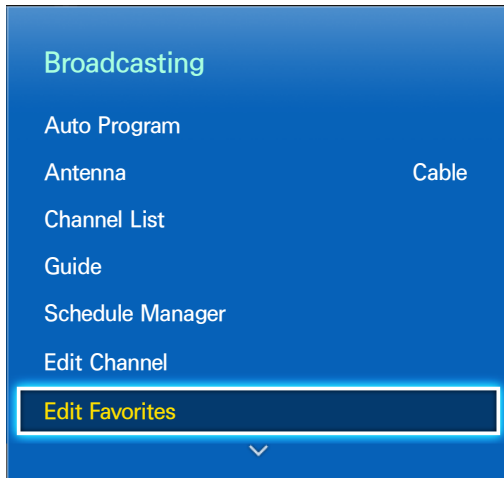 Broadcasting
Auto Program
Antenna Cable
Channel List
Guide
Schedule Manager
Edit Channel
Edit Favorites